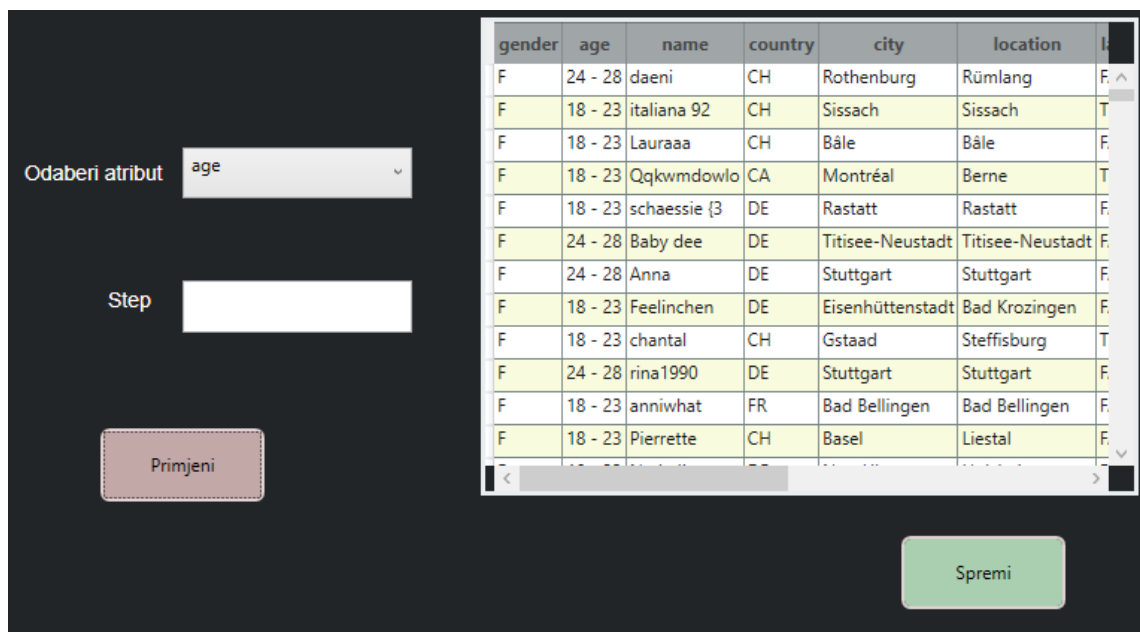 gender age name country city location
F 24 - 28 daeni CH Rothenburg Rümlang
F 18 - 23 italiana 92 CH Sissach Sissach
F 18 - 23 Lauraaa CH Bâle Bâle
F 18 - 23 Qqkwmdowlo CA Montréal Berne
F 18 - 23 schaessie {3 DE Rastatt Rastatt
F 24 - 28 Baby dee DE Titisee-Neustadt Titisee-Neustadt
F 24 - 28 Anna DE Stuttgart Stuttgart
F 18 - 23 Feelinchen DE Eisenhüttenstadt Bad Krozingen
F 18 - 23 chantal CH Gstaad Steffisburg
F 24 - 28 rina1990 DE Stuttgart Stuttgart
F 18 - 23 anniwhat FR Bad Bellingen Bad Bellingen
F 18 - 23 Pierrette CH Basel Liestal
Odaberi atribut age
Step
Primjeni
Spremi